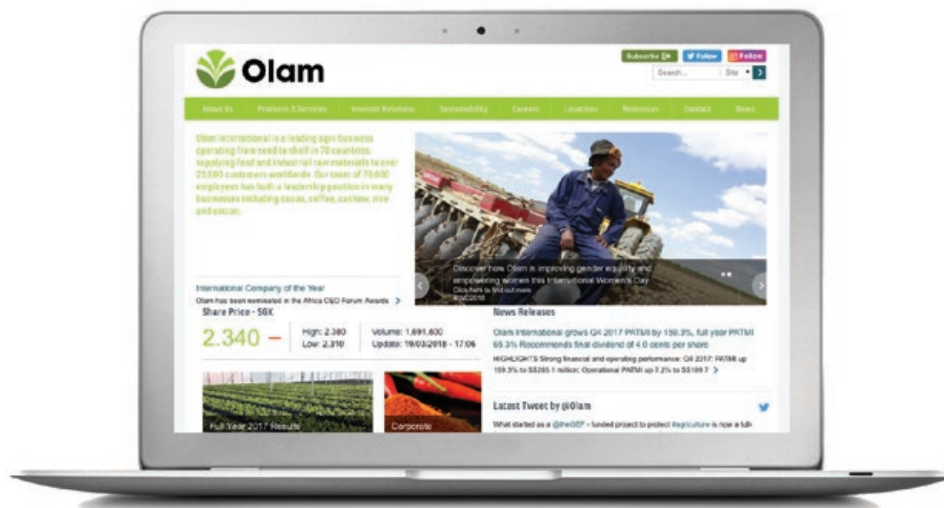 Olam
Subscribe
Follow
Follow
Search...
Site
About Us
Products & Services
Investor Relations
Sustainability
Careers
Locations
Resources
Contact
News
Olam International is a leading agri-business
operating from seed to shelf in 70 countries,
supplying food and industrial raw materials to over
23,000 customers worldwide. Our team of 70,000
employees has built a leadership position in many
businesses including cocoa, coffee, cashew, rice
and cotton.
Discover how Olam is improving gender equality and
empowering women this International Women's Day
Click here to find out more
International Company of the Year
Olam has been nominated in the Africa CEO Forum Awards
Share Price - SGX
2.340
High: 2.380
Low: 2.310
Volume: 1,691,800
Update: 19/03/2018 - 17:06
News Releases
Olam International grows Q4 2017 PATMI by 159.3%, full year PATMI
65.3% Recommends final dividend of 4.0 cents per share
HIGHLIGHTS Strong financial and operating performance: Q4 2017: PATMI up
159.3% to S$265.1 million; Operational PATMI up 7.2% to S$109.7
Full Year 2017 Results
Corporate
Latest Tweet by @Olam
What started as a @theGEF - funded project to protect #agriculture is now a full-